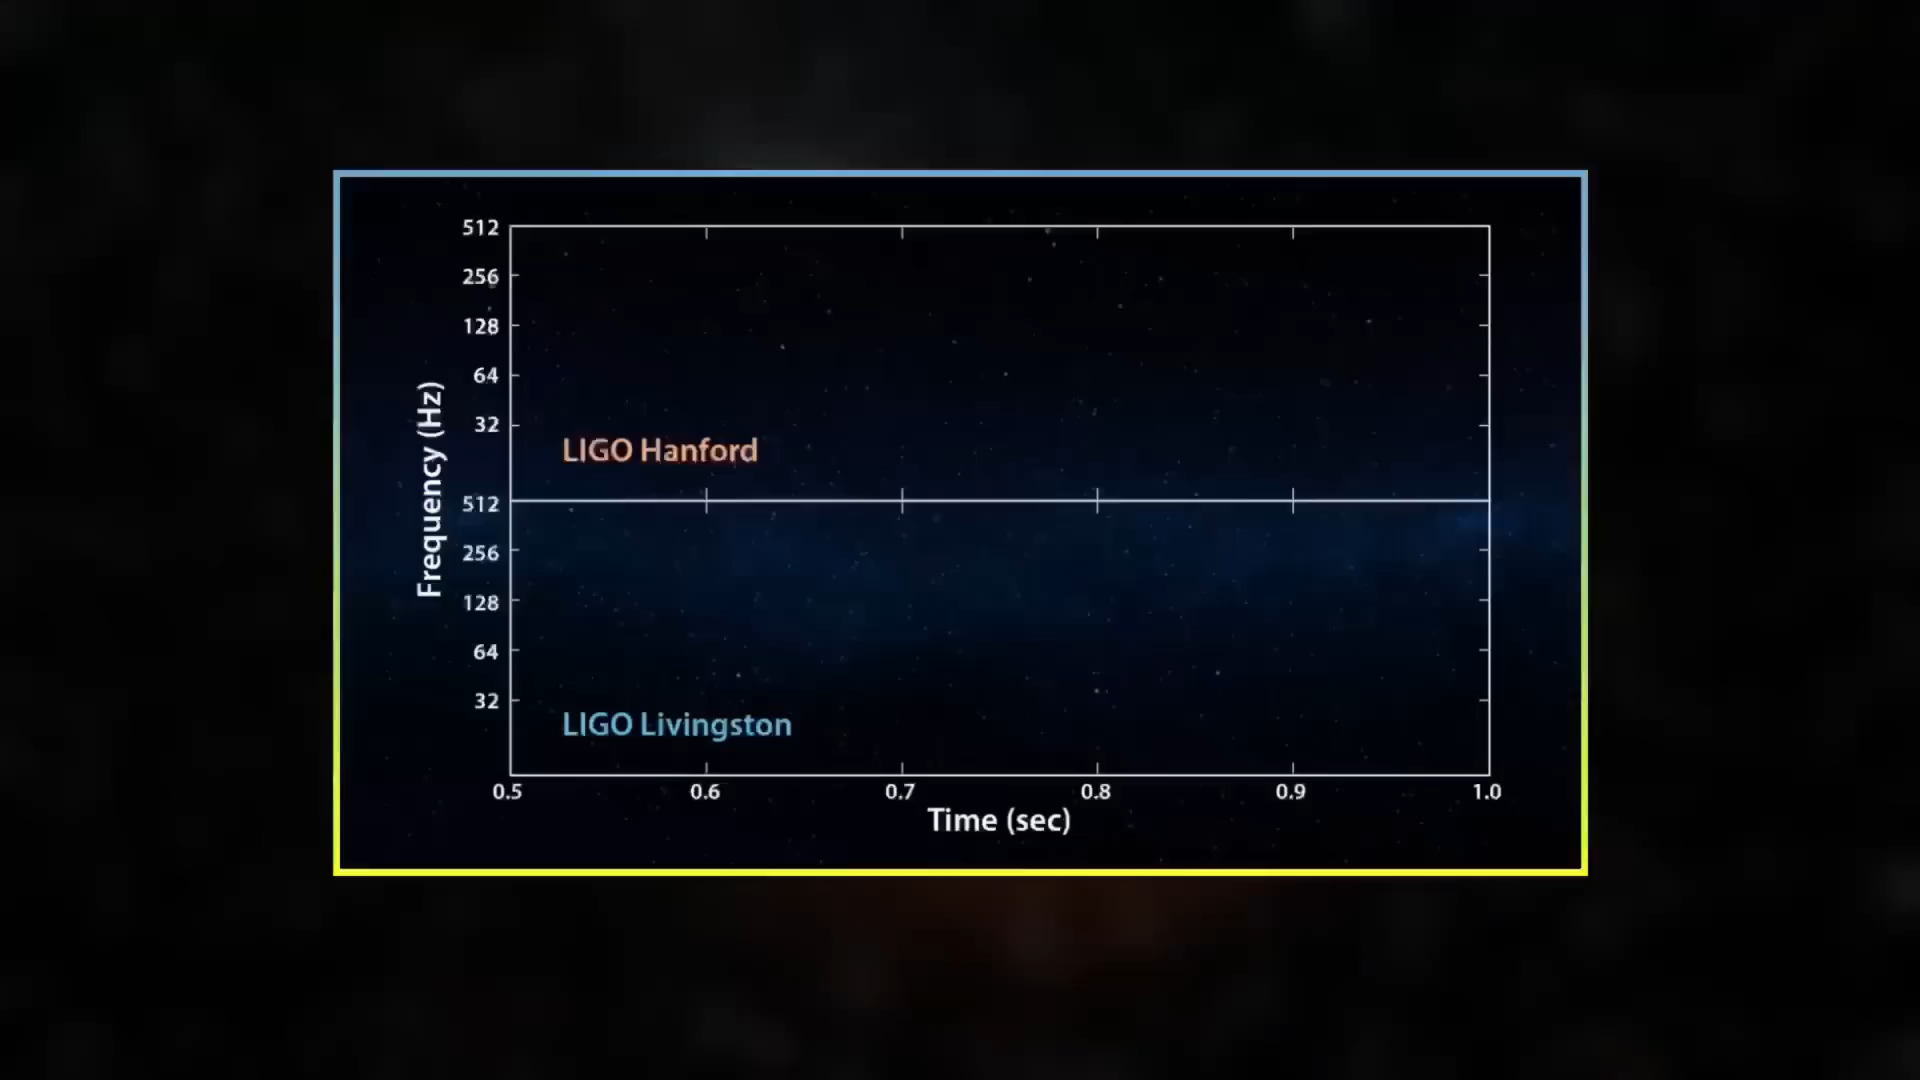 512
256
128
64
32
LIGO Hanford
Frequency (Hz)
512
256
128
64
32
LIGO Livingston
0.5 0.6 0.7 0.8 0.9 1.0
Time (sec)